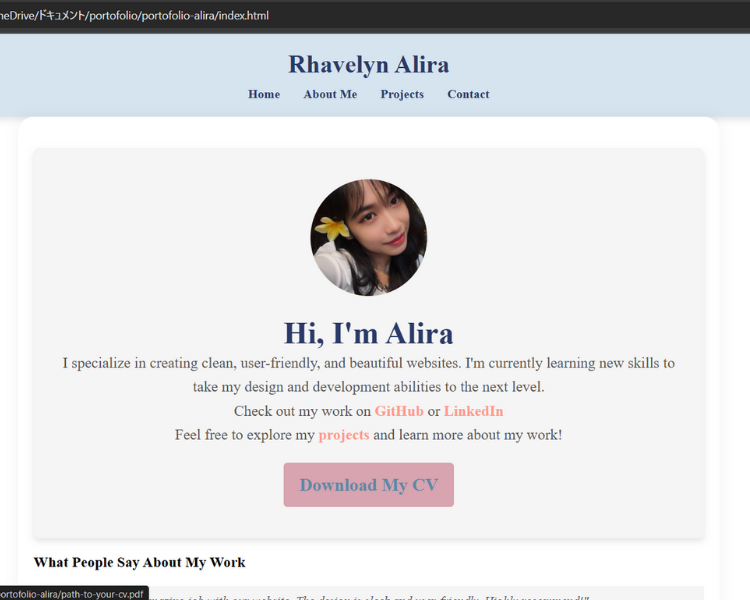 neDrive/ドキュメント/portofolio/portofolio-alira/index.html
Rhavelyn Alira
Home About Me Projects Contact
Hi, I'm Alira
I specialize in creating clean, user-friendly, and beautiful websites. I'm currently learning new skills to
take my design and development abilities to the next level.
Check out my work on GitHub or LinkedIn
Feel free to explore my projects and learn more about my work!
Download My CV
What People Say About My Work
job with our website. The design is sleek and user-friendly. Highly recommend!"
ortofolio-alira/path-to-your-cv.pdf